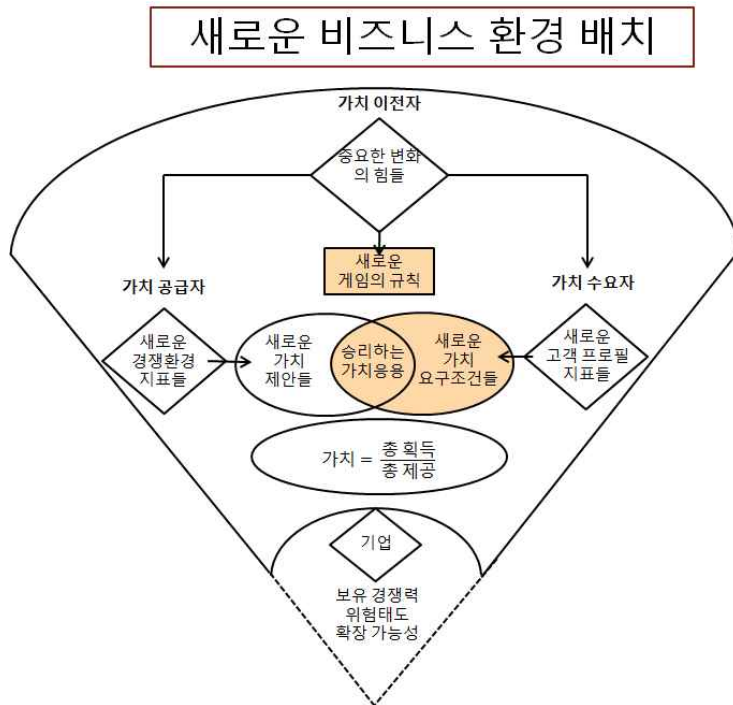 새로운 비즈니스 환경 배치
가치 이전자
중요한 변화
의 힘들
새로운
게임의 규칙
가치 공급자
가치 수요자
새로운
경쟁환경
지표들
새로운
가치
제안들
승리하는
가치응용
새로운
가치
요구조건들
새로운
고객 프로필
지표들
가치 = 총 획득
총 제공
기업
보유 경쟁력
위험태도
확장 가능성